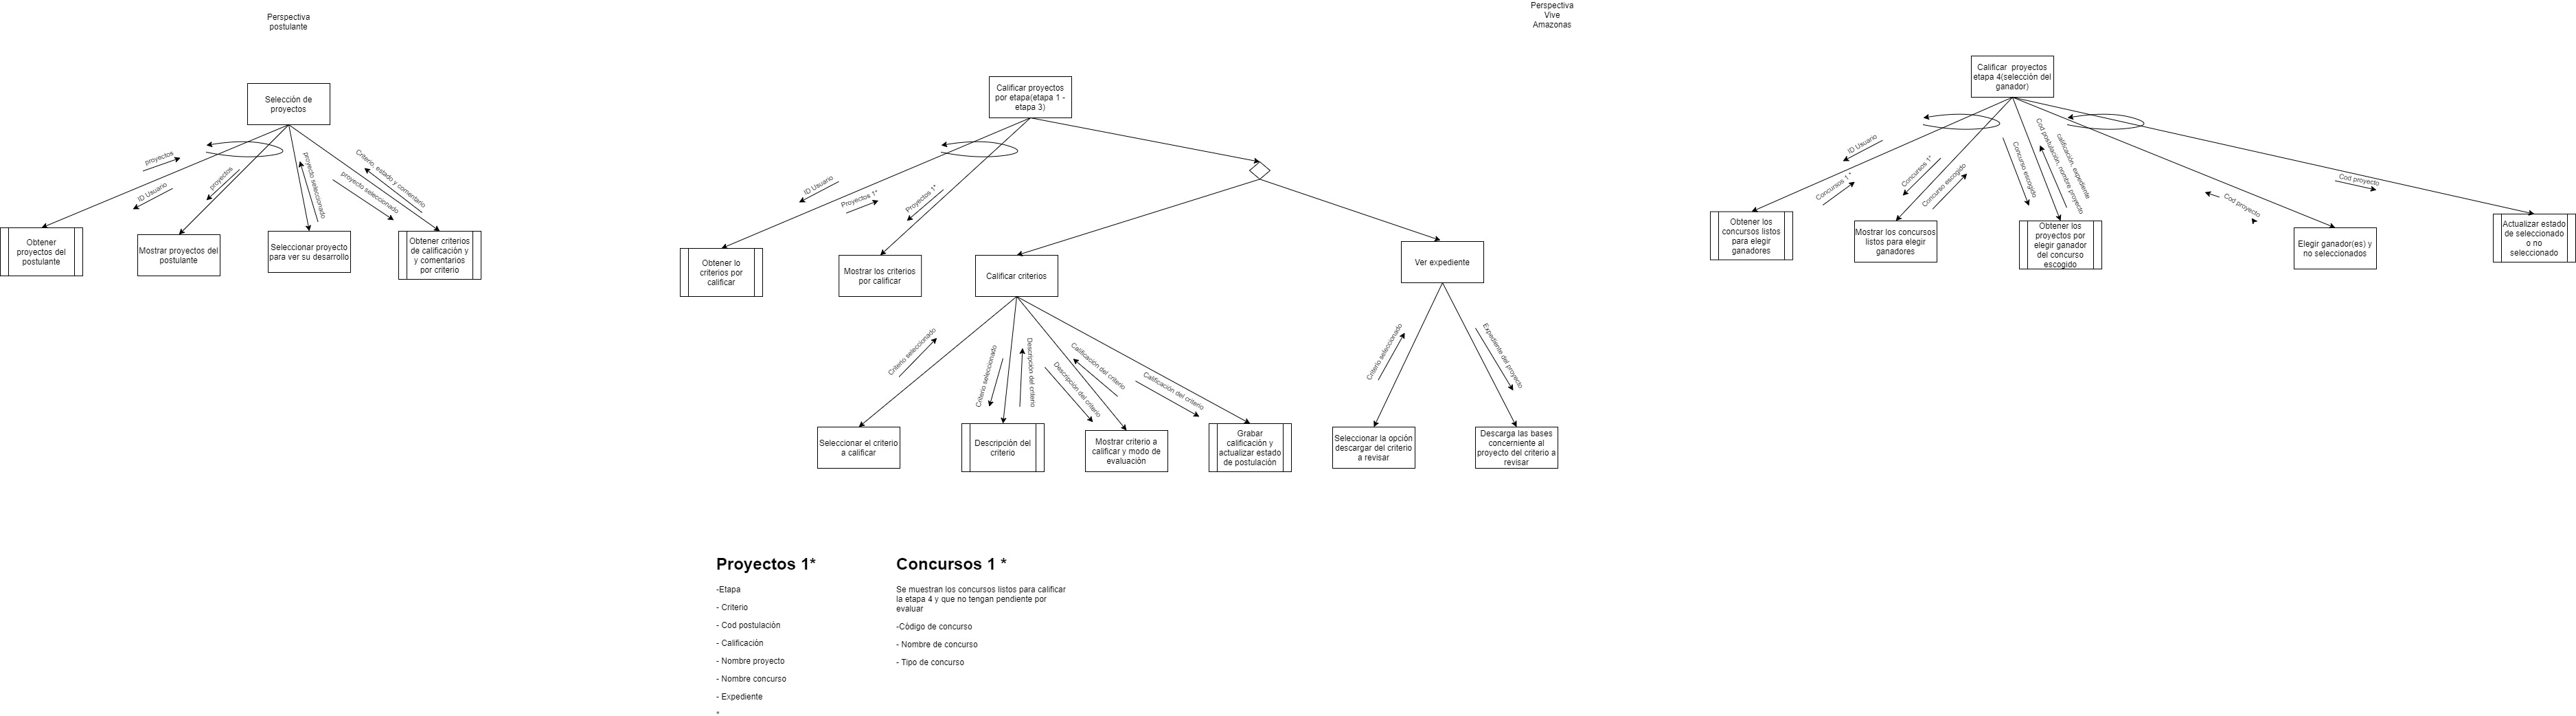 Perspectiva
postulante
Selección de
proyectos
proyectos
ID Usuario
proyectos
proyecto seleccionado
proyecto seleccionado
Criterio, estado y comentario
Obtener
proyectos del
postulante
Mostrar proyectos del
postulante
Seleccionar proyecto
para ver su desarrollo
Obtener criterios
de calificación y
y comentarios
por criterio
Perspectiva
Vive
Amazonas
Calificar proyectos
por etapa(etapa 1 -
etapa 3)
ID Usuario
Proyectos 1*
Proyectos 1*
Obtener lo
criterios por
calificar
Mostrar los criterios
por calificar
Calificar criterios
Ver expediente
Criterio seleccionado
Criterio seleccionado
Descripción del criterio
Descripción del criterio
Calificación del criterio
Calificación del criterio
Criterio seleccionado
Expediente del proyecto
Seleccionar el criterio
a calificar
Descripción del
criterio
Mostrar criterio a
calificar y modo de
evaluación
Grabar
calificación y
actualizar estado
de postulación
Seleccionar la opción
descargar del criterio
a revisar
Descarga las bases
concerniente al
proyecto del criterio a
revisar
Calificar  proyectos
etapa 4(selección del
ganador)
ID Usuario
Concursos 1 *
Concursos 1*
Concurso escogido
Concurso escogido
Cod postulación, nombre proyecto
calificación, expediente
Cod proyecto
Cod proyecto
Obtener los
concursos listos
para elegir
ganadores
Mostrar los concursos
listos para elegir
ganadores
Obtener los
proyectos por
elegir ganador
del concurso
escogido
Elegir ganador(es) y
no seleccionados
Actualizar estado
de seleccionado
o no
seleccionado
Proyectos 1*
-Etapa
- Criterio
- Cod postulación
- Calificación
- Nombre proyecto
- Nombre concurso
- Expediente
*
Concursos 1 *
Se muestran los concursos listos para calificar
la etapa 4 y que no tengan pendiente por
evaluar
-Código de concurso
- Nombre de concurso
- Tipo de concurso